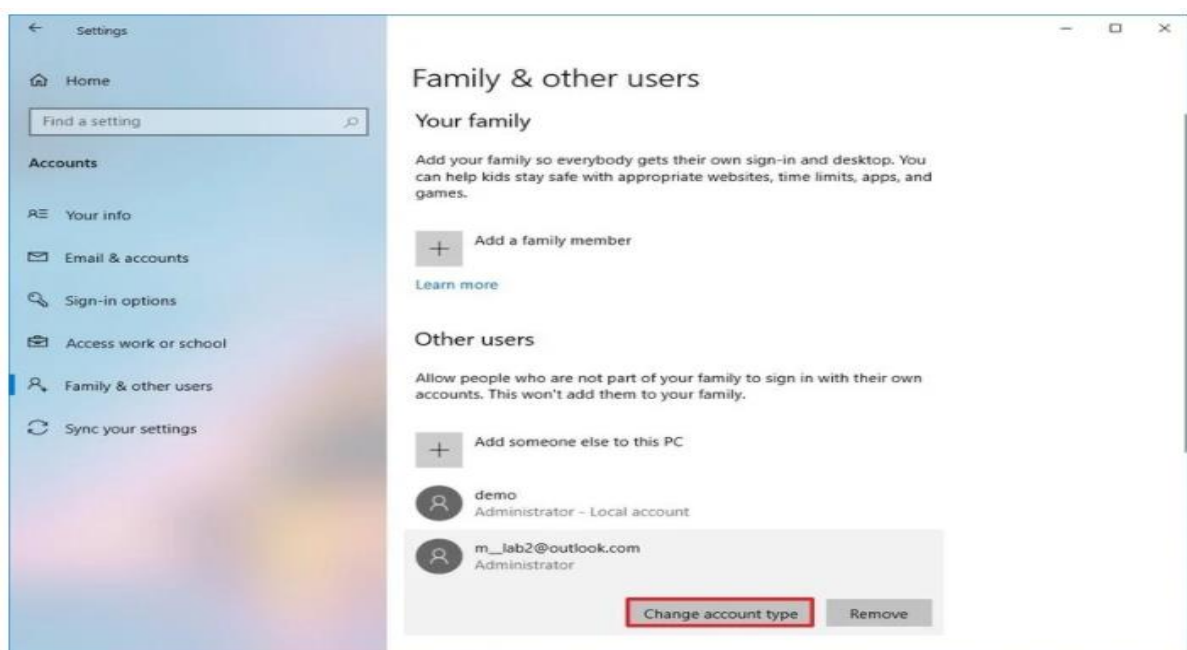 Settings
Home
Find a setting
Accounts
Your info
Email & accounts
Sign-in options
Access work or school
Family & other users
Sync your settings
Family & other users
Your family
Add your family so everybody gets their own sign-in and desktop. You
can help kids stay safe with appropriate websites, time limits, apps, and
games.
Add a family member
Learn more
Other users
Allow people who are not part of your family to sign in with their own
accounts. This won't add them to your family.
Add someone else to this PC
demo
Administrator - Local account
m__lab2@outlook.com
Administrator
Change account type
Remove